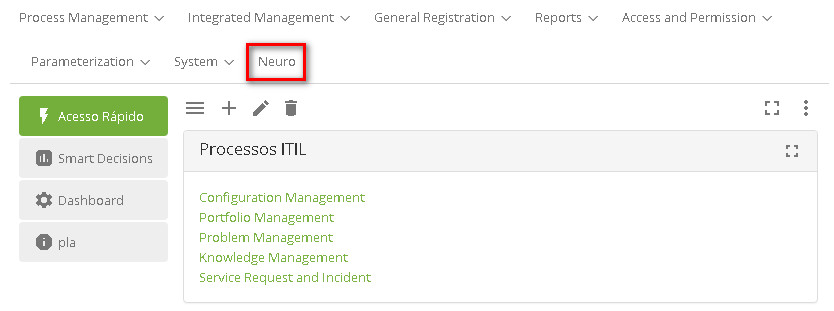 Process Management Integrated Management General Registration Reports Access and Permission
Parameterization System Neuro
Acesso Rápido
Smart Decisions
Dashboard
pla
Processos ITIL
Configuration Management
Portfolio Management
Problem Management
Knowledge Management
Service Request and Incident